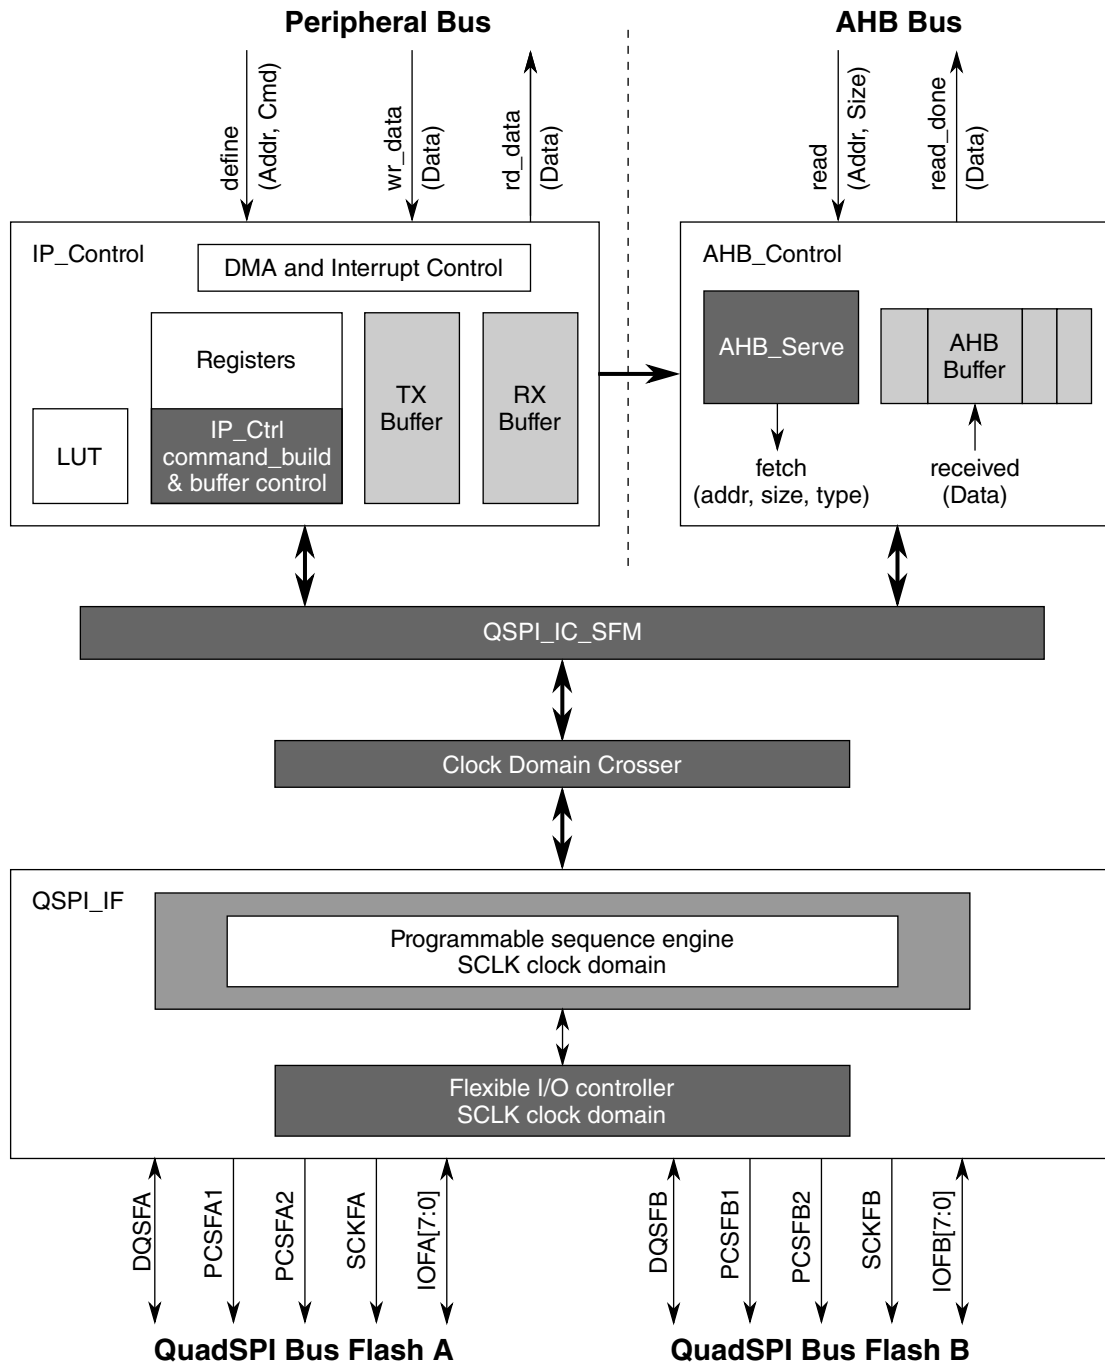 Peripheral Bus
AHB Bus
define
(Addr, Cmd)
wr_data
(Data)
rd_data
(Data)
read
(Addr, Size)
read_done
(Data)
IP_Control
DMA and Interrupt Control
Registers
LUT
IP_Ctrl
command_build
& buffer control
TX
Buffer
RX
Buffer
AHB_Control
AHB_Serve
AHB
Buffer
fetch
(addr, size, type)
received
(Data)
QSPI_IC_SFM
Clock Domain Crosser
QSPI_IF
Programmable sequence engine
SCLK clock domain
Flexible I/O controller
SCLK clock domain
DQSFA
PCSFA1
PCSFA2
SCKFA
IOFA[7:0]
DQSFB
PCSFB1
PCSFB2
SCKFB
IOFB[7:0]
QuadSPI Bus Flash A
QuadSPI Bus Flash B